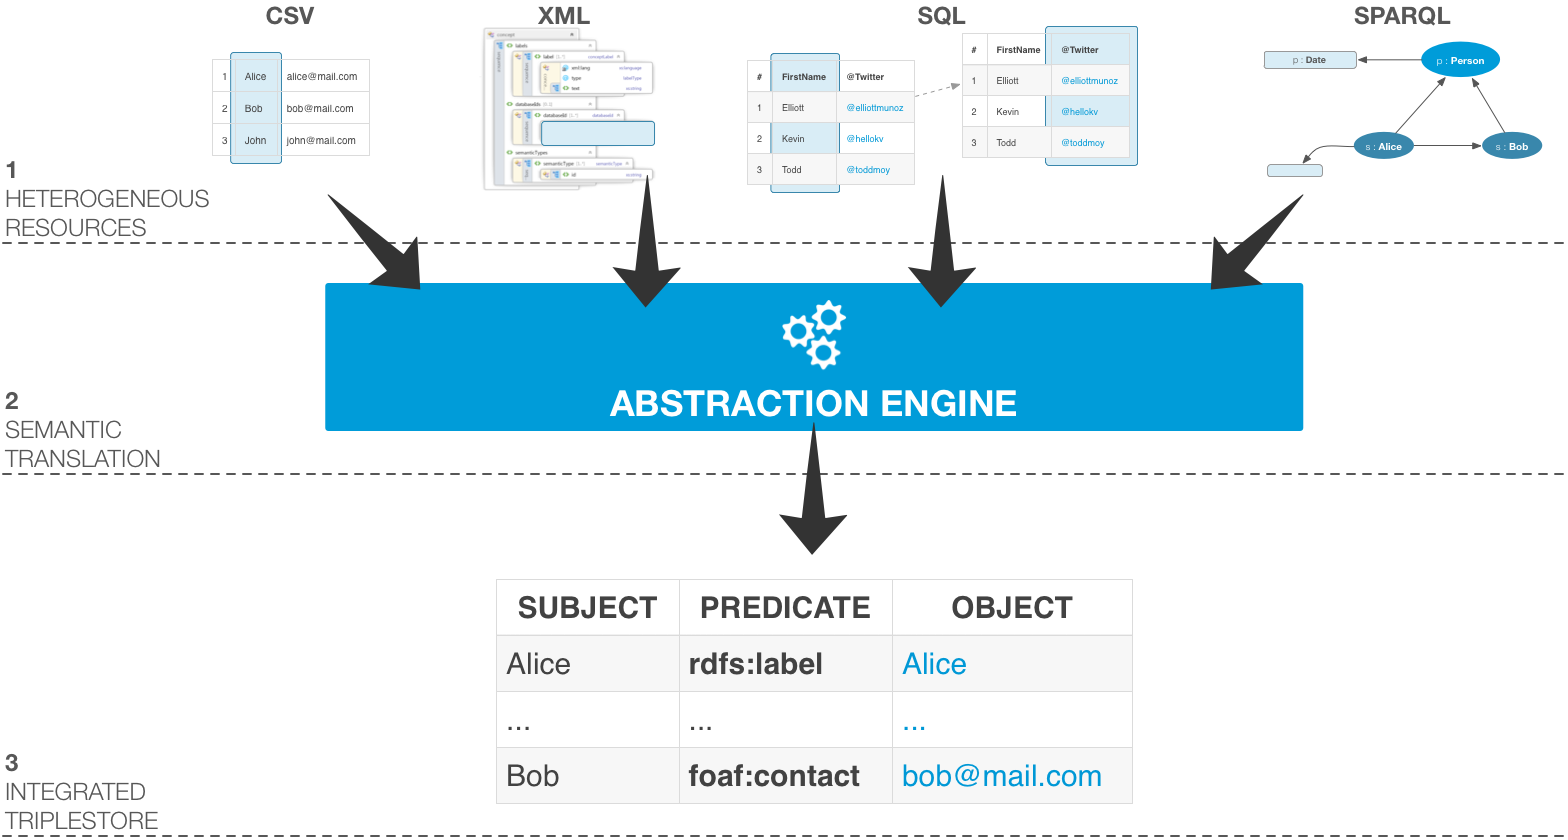 CSV
XML
SQL
SPARQL
1 Alice alice@mail.com
2 Bob bob@mail.com
3 John john@mail.com
concept
labels
label
xml:lang
type
text
databaseIds
databaseId
semanticTypes
semanticType
id
# FirstName @Twitter
1 Elliott @elliottmunoz
2 Kevin @hellokv
3 Todd @toddmoy
# FirstName @Twitter
1 Elliott @elliottmunoz
2 Kevin @hellokv
3 Todd @toddmoy
p : Date
p : Person
s : Alice
s : Bob
1
HETEROGENEOUS
RESOURCES
ABSTRACTION ENGINE
2
SEMANTIC
TRANSLATION
SUBJECT PREDICATE OBJECT
Alice rdfs:label Alice
... ... ...
Bob foaf:contact bob@mail.com
3
INTEGRATED
TRIPLESTORE